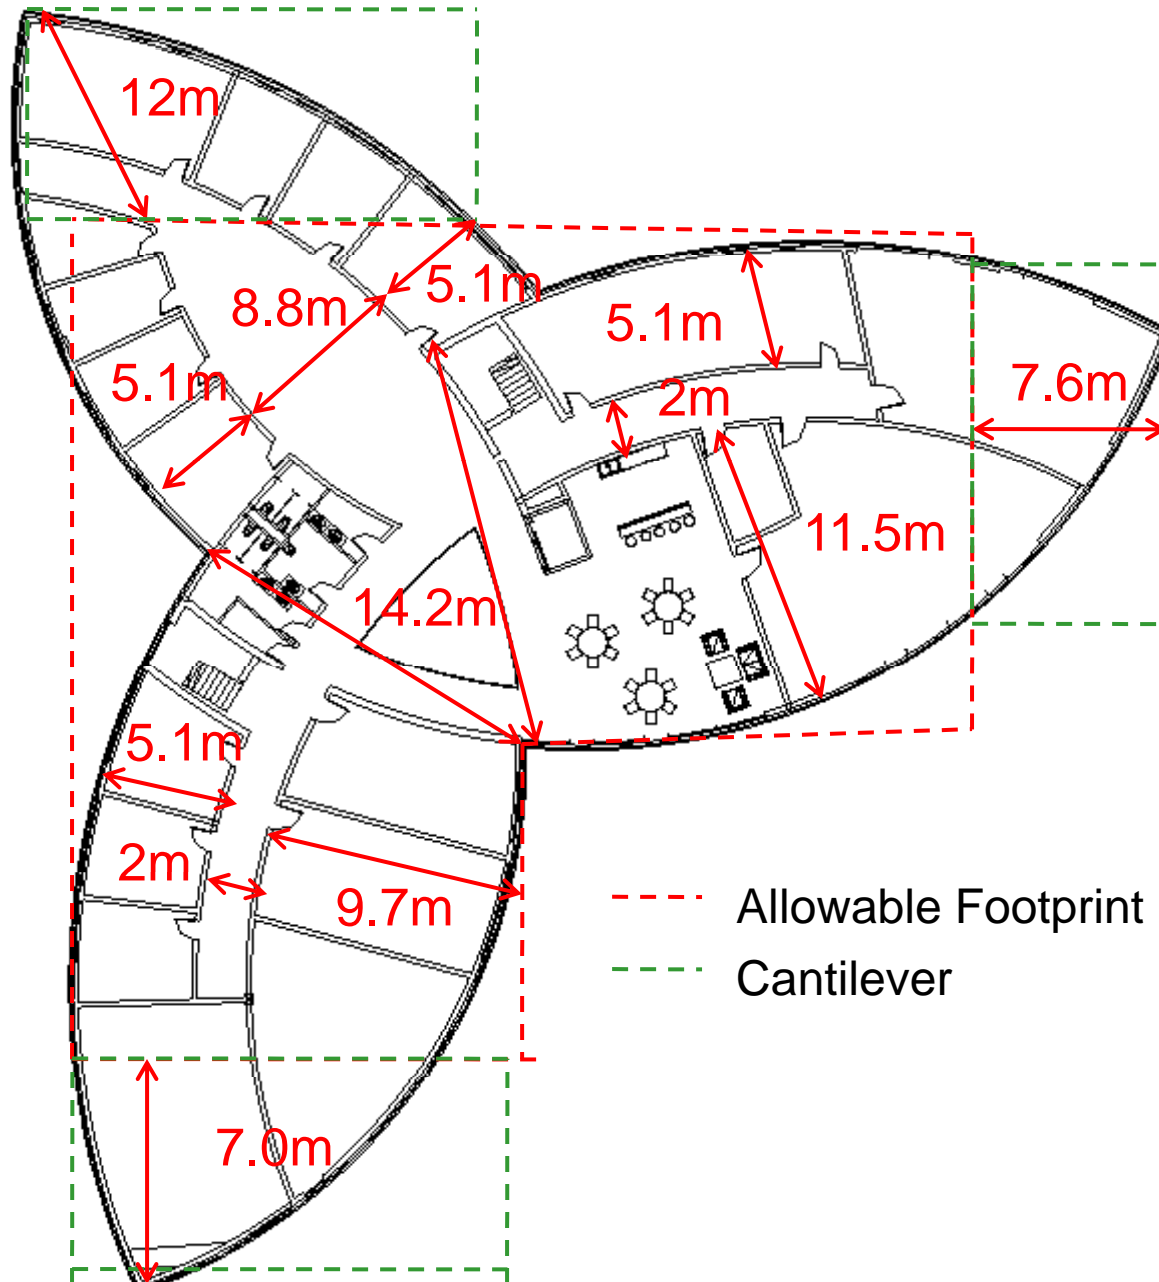 12m
5.1m
8.8m
5.1m
5.1m
2m
7.6m
11.5m
14.2m
5.1m
2m
9.7m
Allowable Footprint
Cantilever
7.0m